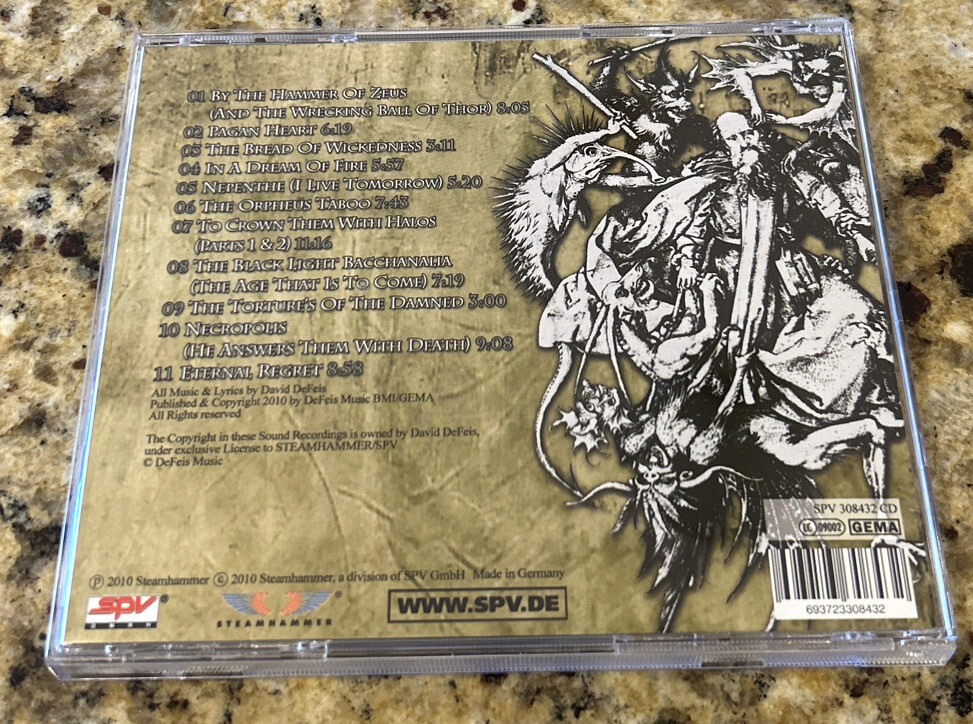 01 By The Hammer Of Zeus
(And The Wrecking Ball Of Thor) 8:05
02 Pagan Heart 6:19
03 The Bread Of Wickedness 3:11
04 In A Dream Of Fire 5:57
05 Nepenthe (I Live Tomorrow) 5:20
06 The Orpheus Taboo 7:43
07 To Crown Them With Halos
(Parts 1 & 2) 11:16
08 The Black Light Bacchanalia
(The Age That Is To Come) 7:19
09 The Torture's Of The Damned 3:00
10 Necropolis
(He Answers Them With Death) 9:08
11 Eternal Regret 8:58
All Music & Lyrics by David DeFeis
Published & Copyright 2010 by DeFeis Music BMI/GEMA
All Rights reserved
The Copyright in these Sound Recordings is owned by David DeFeis,
under exclusive License to STEAMHAMMER/SPV
© DeFeis Music
SPV 308432 CD
LC 09002 GEMA
693723308432
℗ 2010 Steamhammer © 2010 Steamhammer, a division of SPV GmbH Made in Germany
SPV®
STEAMHAMMER®
WWW.SPV.DE